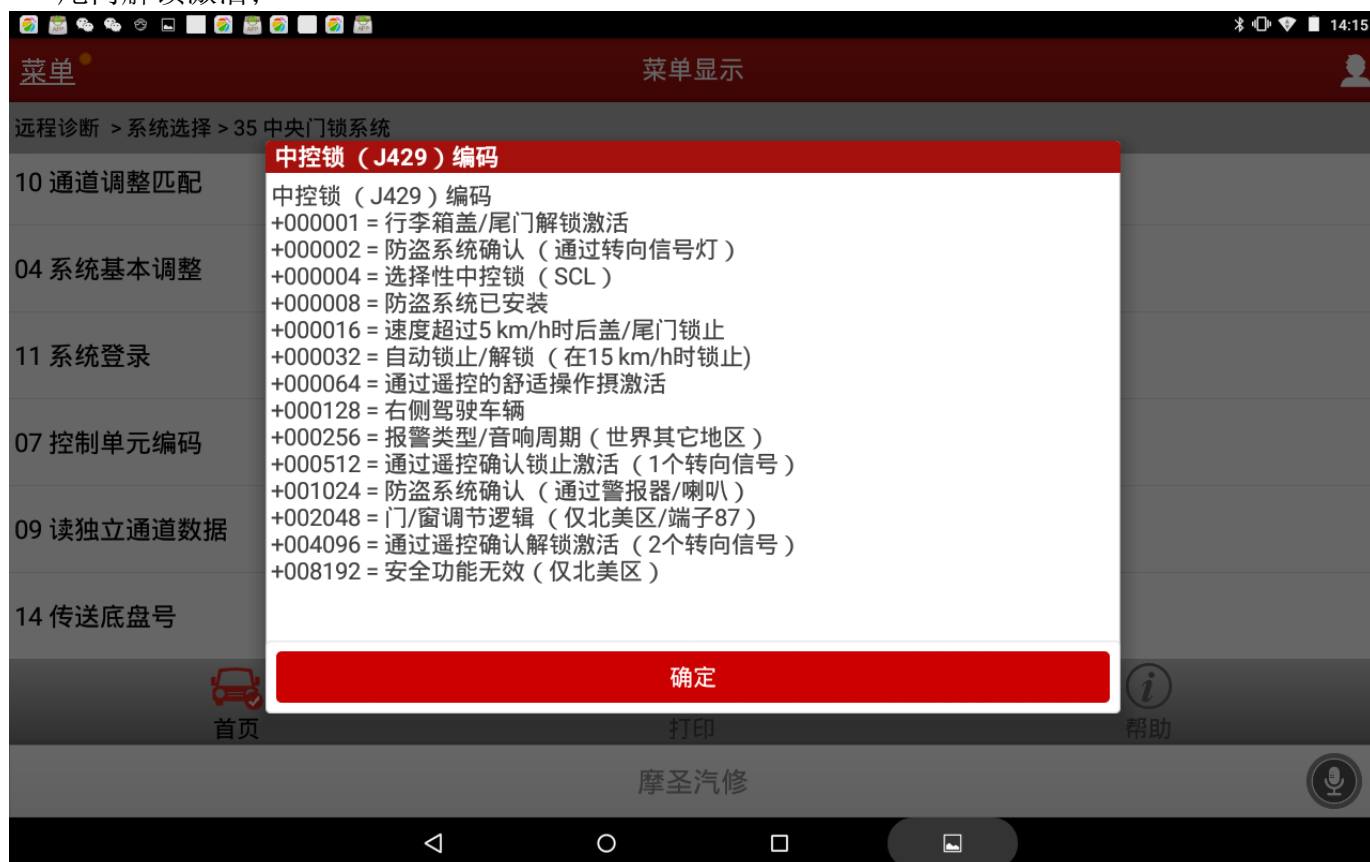 尾门解锁激活；
14:15
菜单
菜单显示
远程诊断 > 系统选择 > 35 中央门锁系统
中控锁（J429）编码
10 通道调整匹配
04 系统基本调整
11 系统登录
07 控制单元编码
09 读独立通道数据
14 传送底盘号
中控锁（J429）编码
+000001 = 行李箱盖/尾门解锁激活
+000002 = 防盗系统确认（通过转向信号灯）
+000004 = 选择性中控锁（SCL）
+000008 = 防盗系统已安装
+000016 = 速度超过5 km/h时后盖/尾门锁止
+000032 = 自动锁止/解锁（在15 km/h时锁止)
+000064 = 通过遥控的舒适操作摄激活
+000128 = 右侧驾驶车辆
+000256 = 报警类型/音响周期（世界其它地区）
+000512 = 通过遥控确认锁止激活（1个转向信号）
+001024 = 防盗系统确认（通过警报器/喇叭）
+002048 = 门/窗调节逻辑（仅北美区/端子87）
+004096 = 通过遥控确认解锁激活（2个转向信号）
+008192 = 安全功能无效（仅北美区）
确定
首页
打印
帮助
摩圣汽修